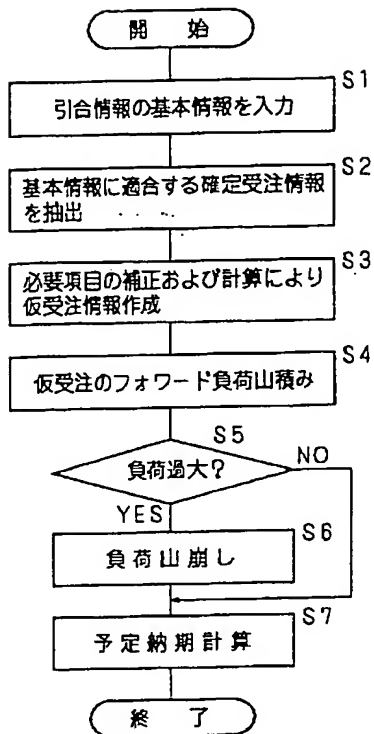 開 始
S1
引合情報の基本情報を入力
S2
基本情報に適合する確定受注情報
を抽出
S3
必要項目の補正および計算により
仮受注情報作成
S4
仮受注のフォワード負荷山積み
S5
負荷過大?
NO
YES
S6
負荷山崩し
S7
予定納期計算
終 了